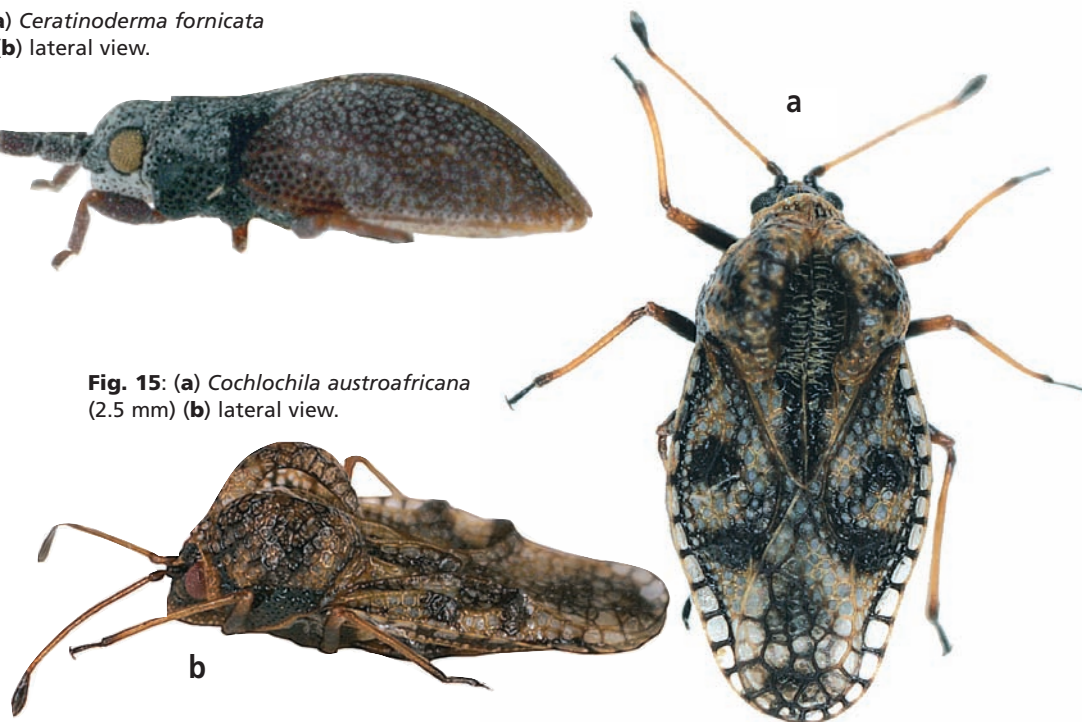 a) Ceratinoderma fornicata
b) lateral view.
a
Fig. 15: (a) Cochlochila austroafricana
(2.5 mm) (b) lateral view.
b